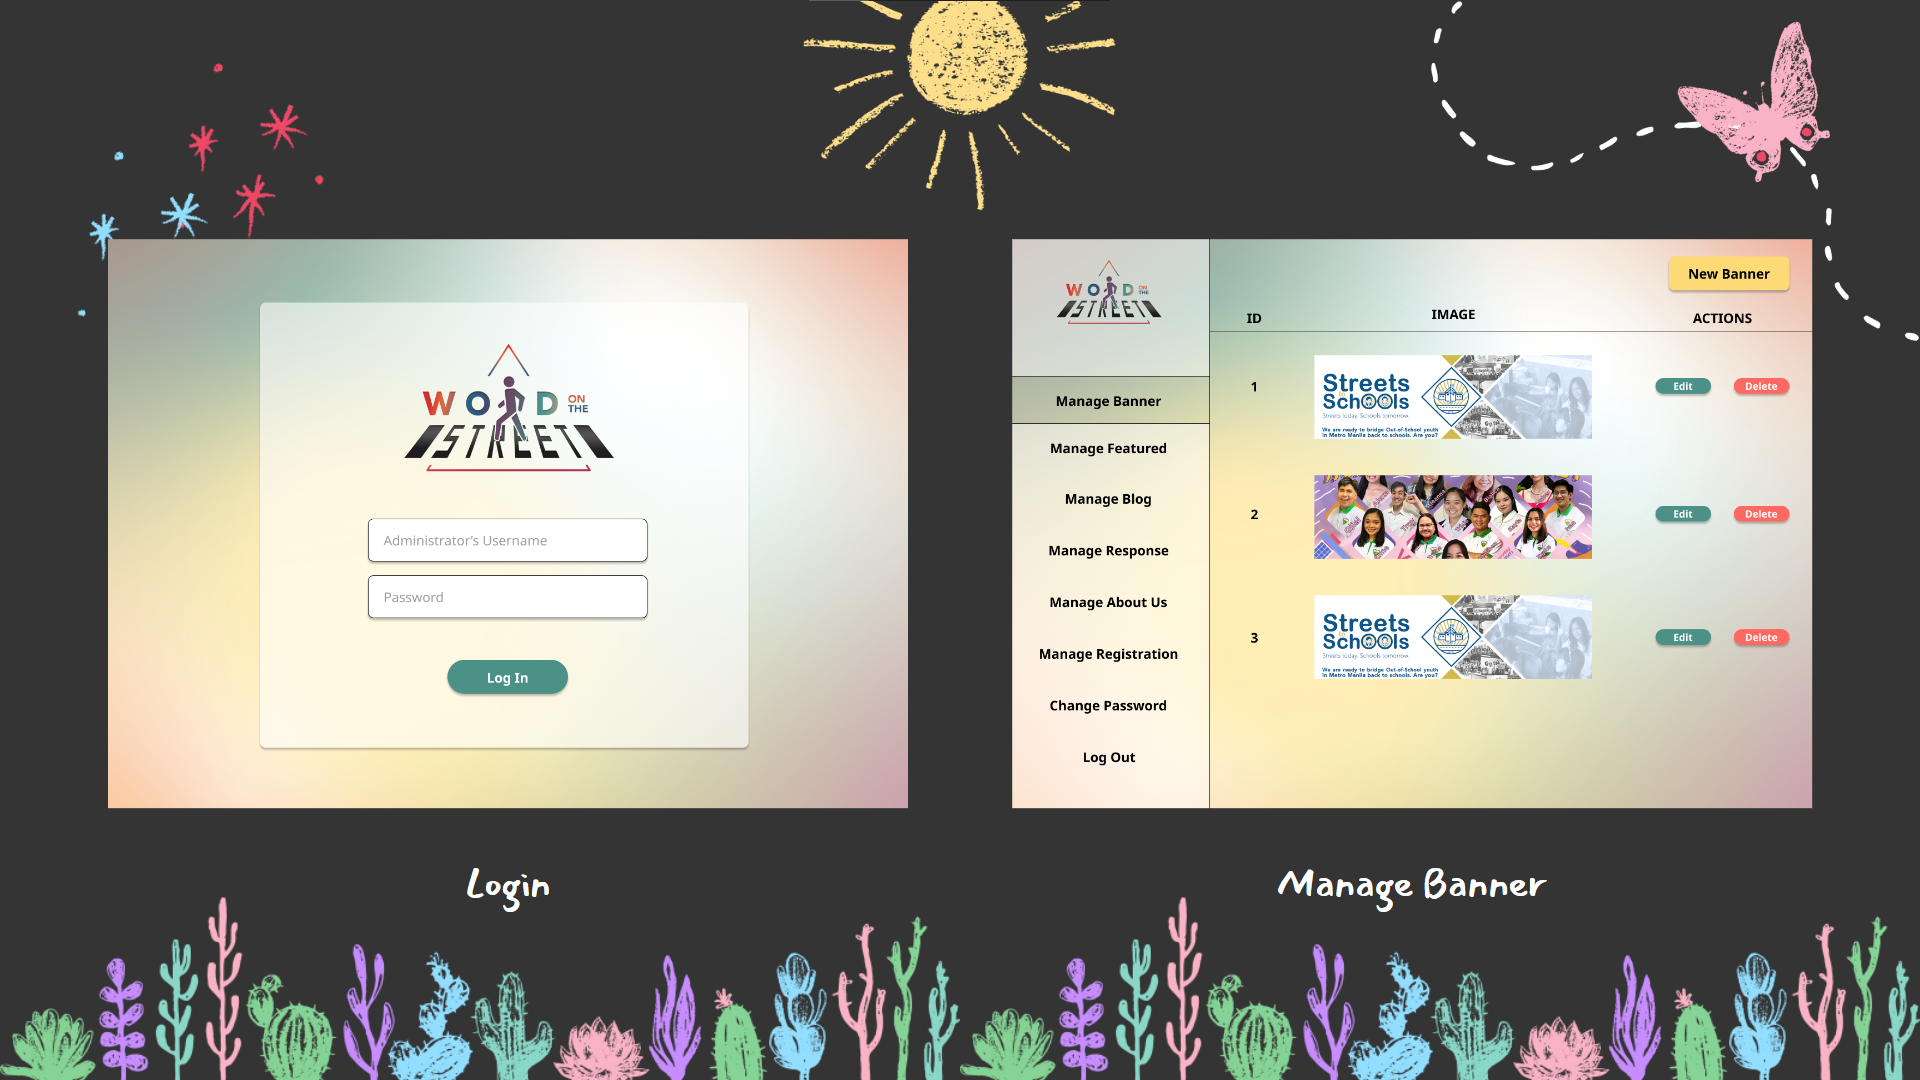 WORD
ON
THE
STREET
Administrator's Username
Password
Log In
Login
WORD
ON
THE
STREET
Manage Banner
Manage Featured
Manage Blog
Manage Response
Manage About Us
Manage Registration
Change Password
Log Out
New Banner
ID
IMAGE
ACTIONS
1
Streets
Schools
Streets today. Schools tomorrow.
We are ready to bridge Out-of-School youth
in Metro Manila back to schools. Are you?
Edit
Delete
2
Edit
Delete
3
Streets
Schools
Streets today. Schools tomorrow.
We are ready to bridge Out-of-School youth
in Metro Manila back to schools. Are you?
Edit
Delete
Manage Banner